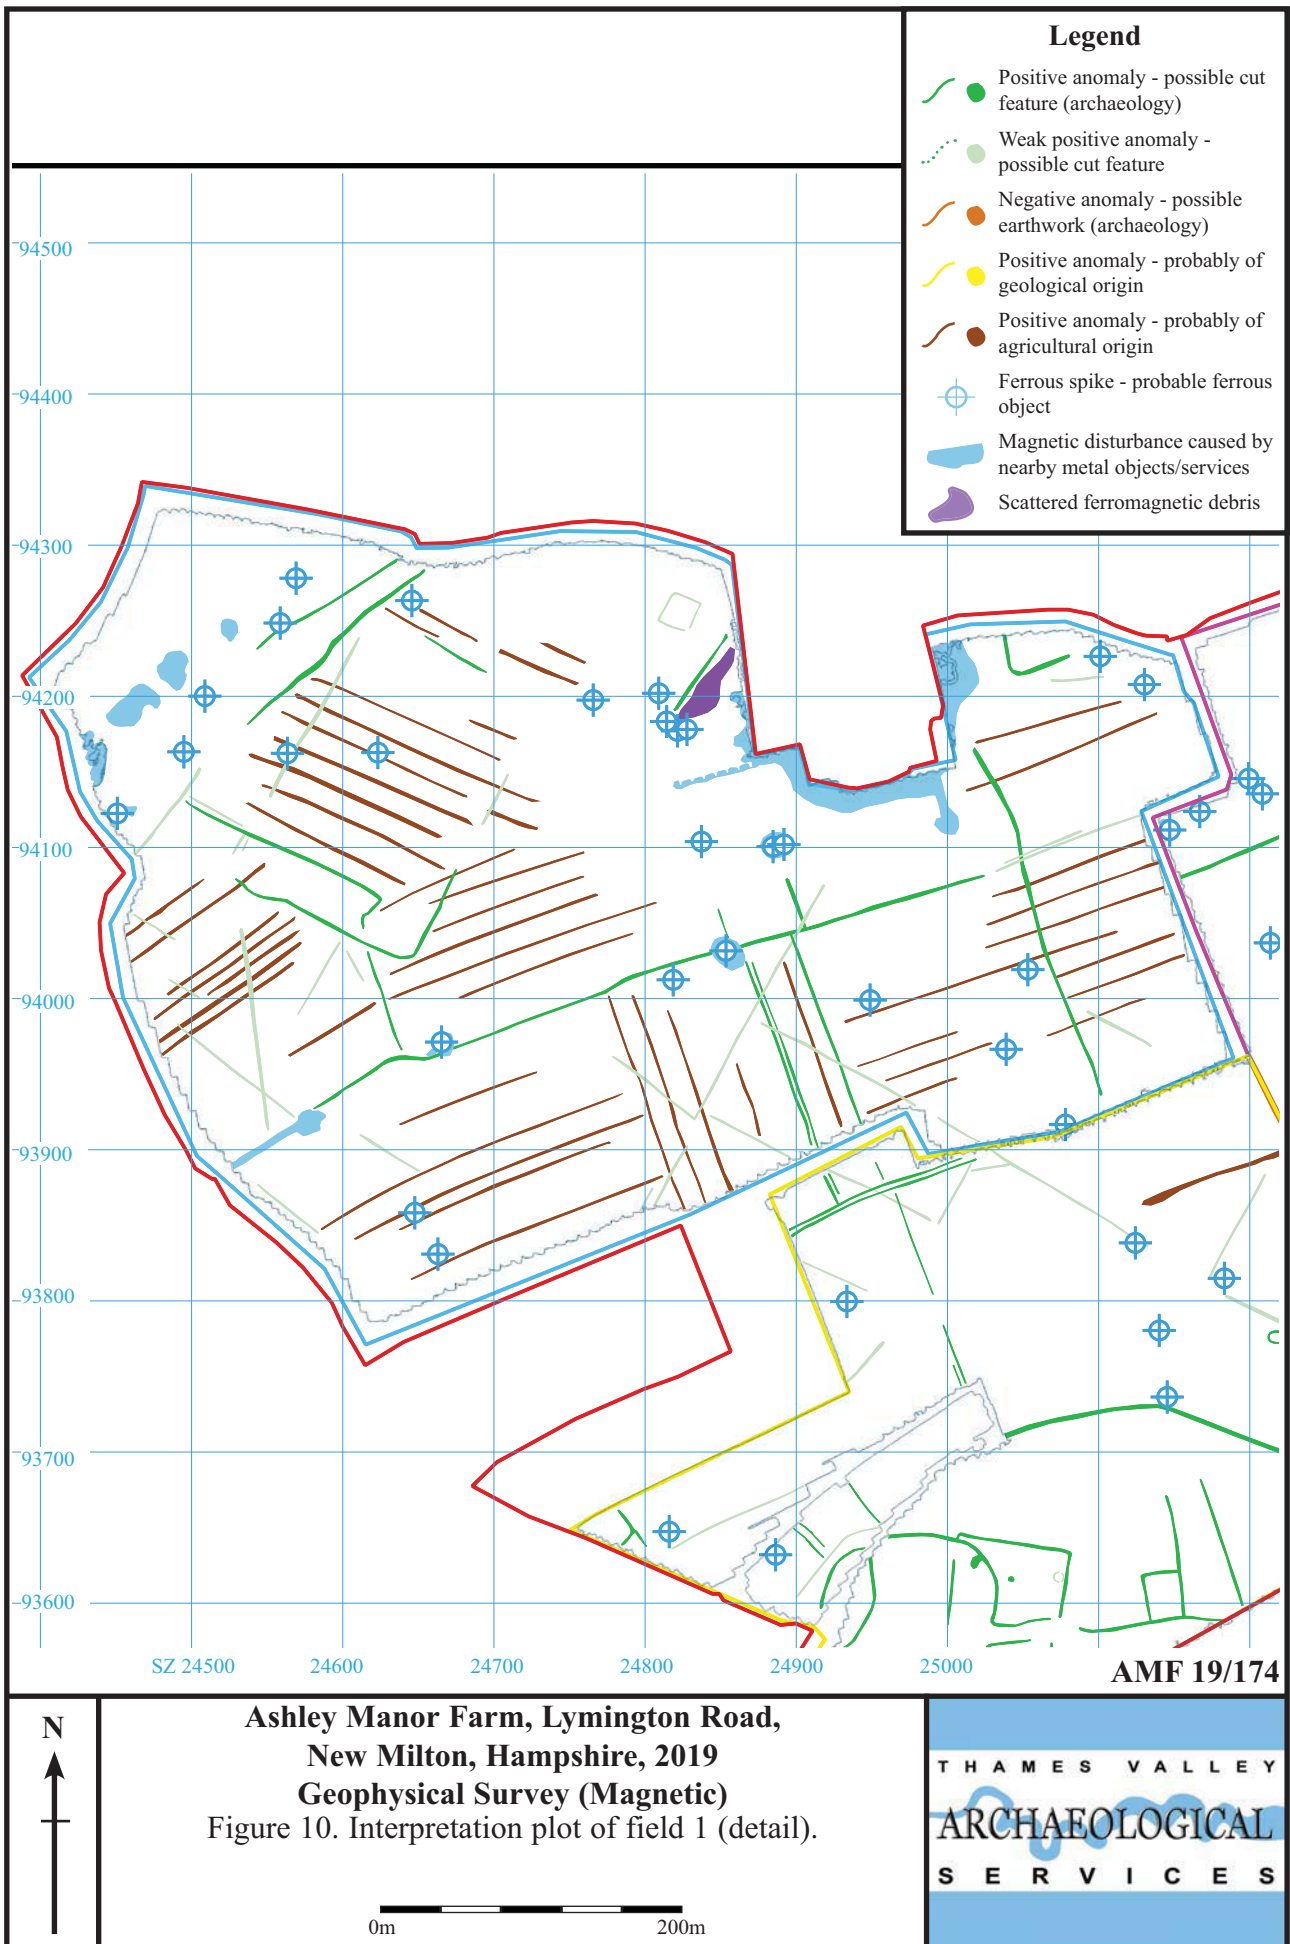 Legend
Positive anomaly - possible cut
feature (archaeology)
Weak positive anomaly -
possible cut feature
Negative anomaly - possible
earthwork (archaeology)
Positive anomaly - probably of
geological origin
Positive anomaly - probably of
agricultural origin
Ferrous spike - probable ferrous
object
Magnetic disturbance caused by
nearby metal objects/services
Scattered ferromagnetic debris
94500
94400
94300
94200
94100
94000
93900
93800
93700
93600
SZ 24500
24600
24700
24800
24900
25000
AMF 19/174
N
Ashley Manor Farm, Lymington Road,
New Milton, Hampshire, 2019
Geophysical Survey (Magnetic)
Figure 10. Interpretation plot of field 1 (detail).
0m
200m
THAMES VALLEY
ARCHAEOLOGICAL
SERVICES